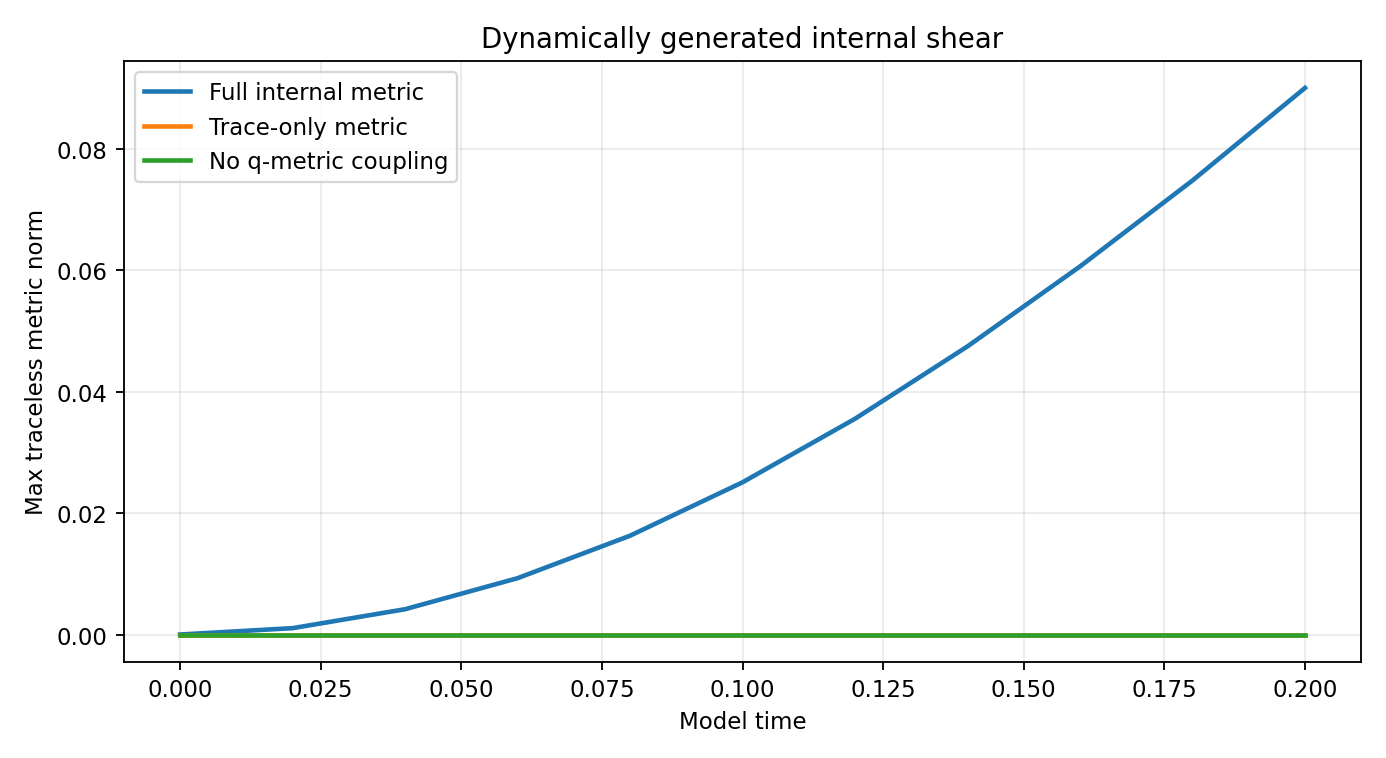 Dynamically generated internal shear
Full internal metric
Trace-only metric
No q-metric coupling
Max traceless metric norm
0.08
0.06
0.04
0.02
0.00
0.000 0.025 0.050 0.075 0.100 0.125 0.150 0.175 0.200
Model time